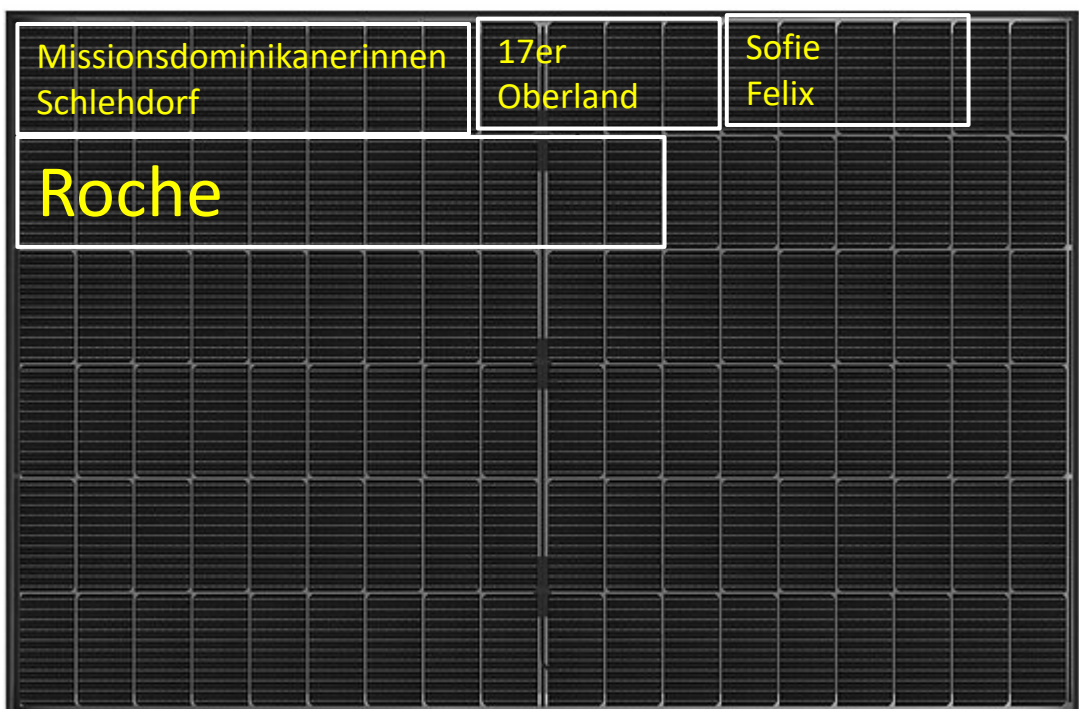 Missionsdominikanerinnen
Schlehdorf
17er
Oberland
Sofie
Felix
Roche